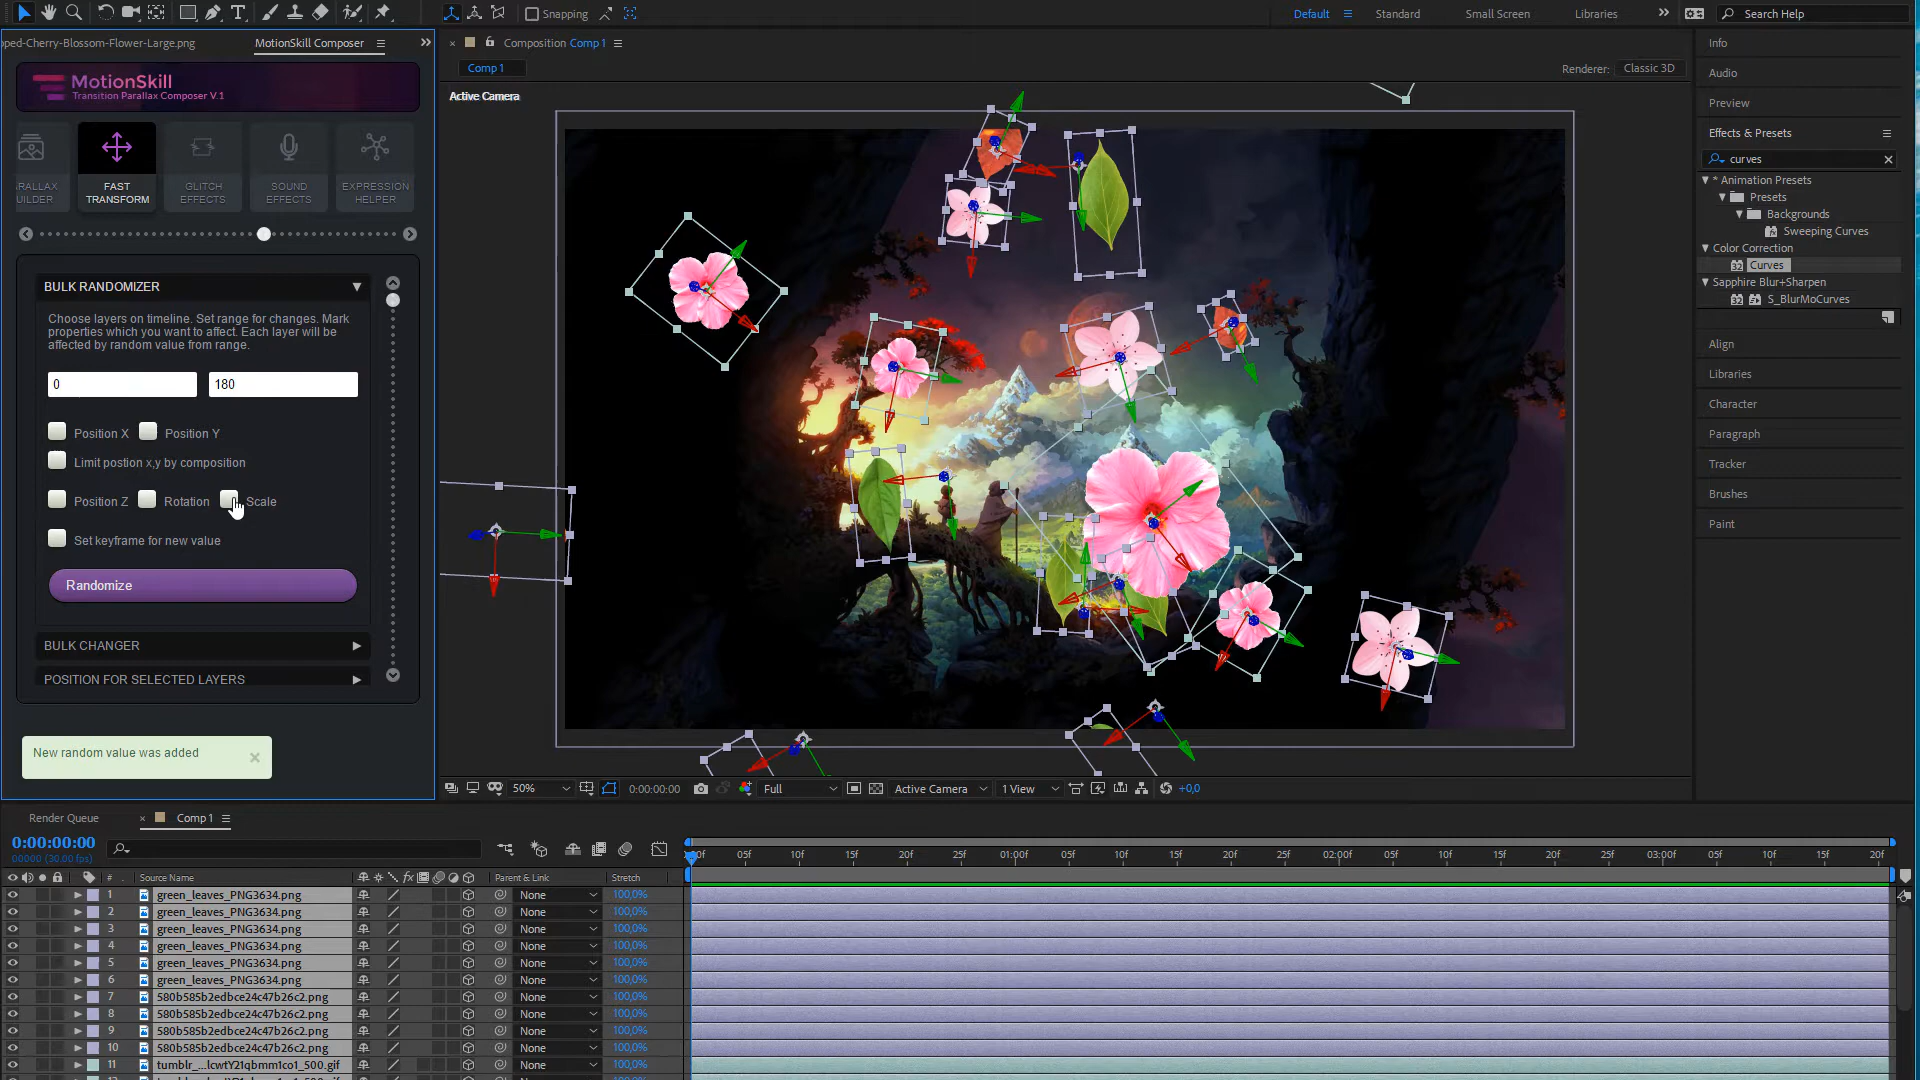 Snapping
Default
Standard
Small Screen
Libraries
Search Help
pped-Cherry-Blossom-Flower-Large.png
MotionSkill Composer
Composition Comp 1
Info
Comp 1
Renderer:
Classic 3D
Audio
MotionSkill
Transition Parallax Composer V.1
Active Camera
Preview
Effects & Presets
curves
* Animation Presets
Presets
Backgrounds
Sweeping Curves
Color Correction
Curves
Sapphire Blur+Sharpen
S_BlurMoCurves
RALLAX
UILDER
FAST
TRANSFORM
GLITCH
EFFECTS
SOUND
EFFECTS
EXPRESSION
HELPER
BULK RANDOMIZER
Choose layers on timeline. Set range for changes. Mark
properties which you want to affect. Each layer will be
affected by random value from range.
0
180
Position X
Position Y
Limit postion x,y by composition
Position Z
Rotation
Scale
Set keyframe for new value
Randomize
BULK CHANGER
POSITION FOR SELECTED LAYERS
New random value was added
Align
Libraries
Character
Paragraph
Tracker
Brushes
Paint
50%
0:00:00:00
Full
Active Camera
1 View
+0,0
Render Queue
Comp 1
0:00:00:00
00000 (30.00 fps)
:00f
05f
10f
15f
20f
25f
01:00f
05f
10f
15f
20f
25f
02:00f
05f
10f
15f
20f
25f
03:00f
05f
10f
15f
20f
#
Source Name
Parent & Link
Stretch
1
green_leaves_PNG3634.png
None
100,0%
2
green_leaves_PNG3634.png
None
100,0%
3
green_leaves_PNG3634.png
None
100,0%
4
green_leaves_PNG3634.png
None
100,0%
5
green_leaves_PNG3634.png
None
100,0%
6
green_leaves_PNG3634.png
None
100,0%
7
580b585b2edbce24c47b26c2.png
None
100,0%
8
580b585b2edbce24c47b26c2.png
None
100,0%
9
580b585b2edbce24c47b26c2.png
None
100,0%
10
580b585b2edbce24c47b26c2.png
None
100,0%
11
tumblr_...lcwtY21qbmm1co1_500.gif
None
100,0%